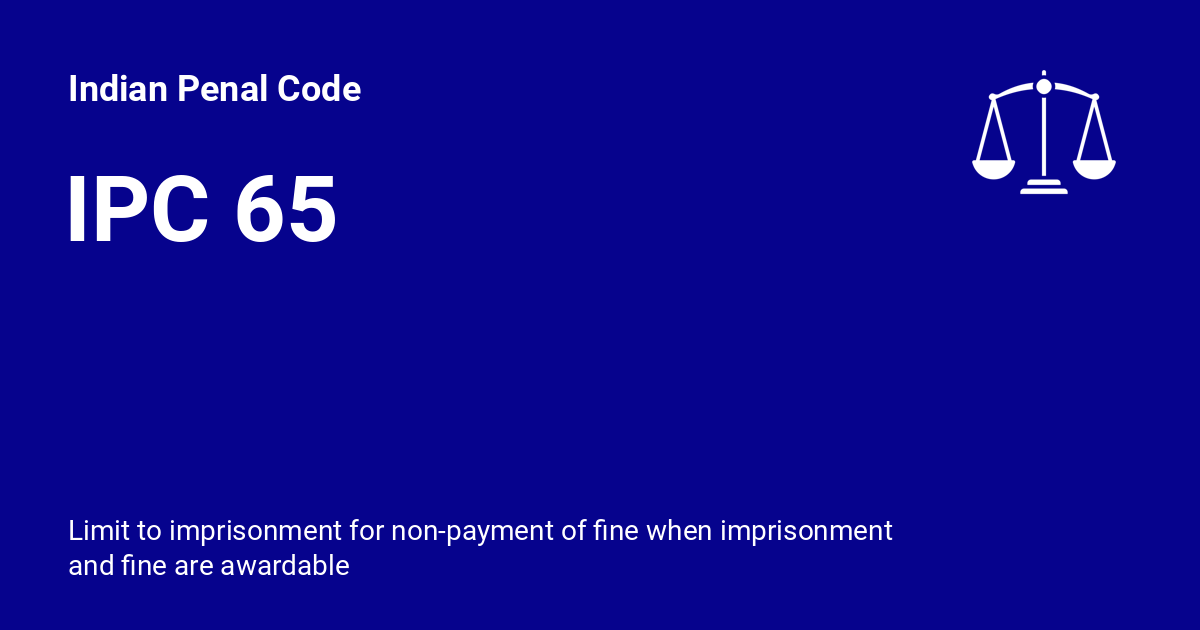 Indian Penal Code
IPC 65
Limit to imprisonment for non-payment of fine when imprisonment
and fine are awardable